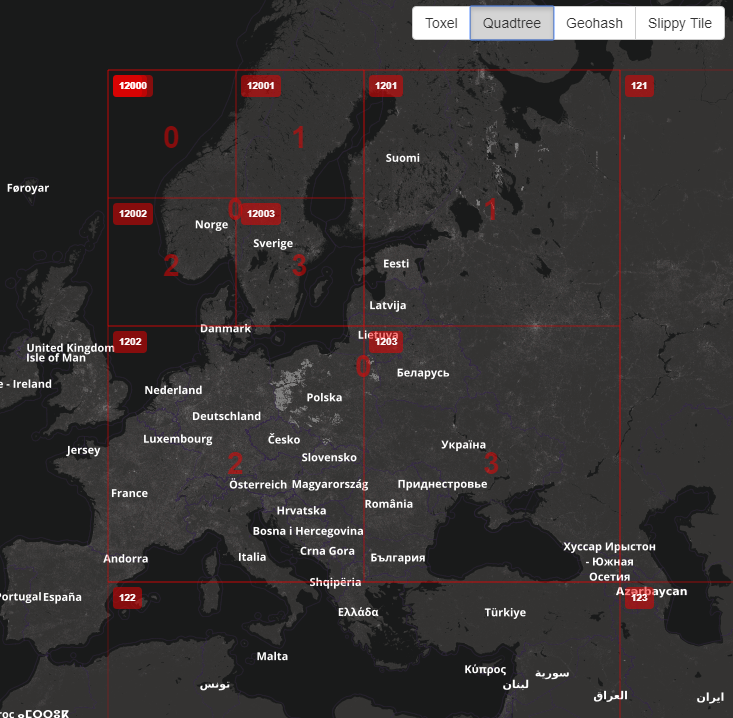 Toxel Quadtree Geohash Slippy Tile
12000 12001 1201 121
0 1
Suomi
Føroyar
12002 0 12003 1
Norge
Sverige
2 3 Eesti
Latvija
Danmark
Lietuva
1202 1203
United Kingdom
Isle of Man
0 Беларусь
e - Ireland
Nederland
Polska
Deutschland
Luxembourg Česko
Україна
Jersey
Slovensko
2 3
Österreich Magyarország Приднестровье
France
România
Hrvatska
Bosna i Hercegovina
Хуссар Ирыстон
- Южная
Осетия
Crna Gora
Andorra Italia България
Shqipëria
Azərbaycan
ortugal España 122 123
Ελλάδα Türkiye
Malta
Κύπρος سورية
تونس لبنان
العراق ايران